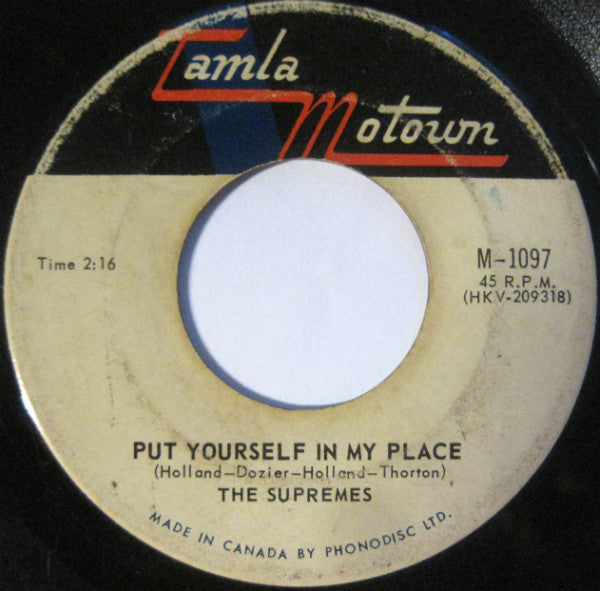 Tamla
Motown
Time 2:16
M-1097
45 R.P.M.
(HKV-209318)
PUT YOURSELF IN MY PLACE
(Holland-Dozier-Holland-Thorton)
THE SUPREMES
MADE IN CANADA BY PHONODISC LTD.